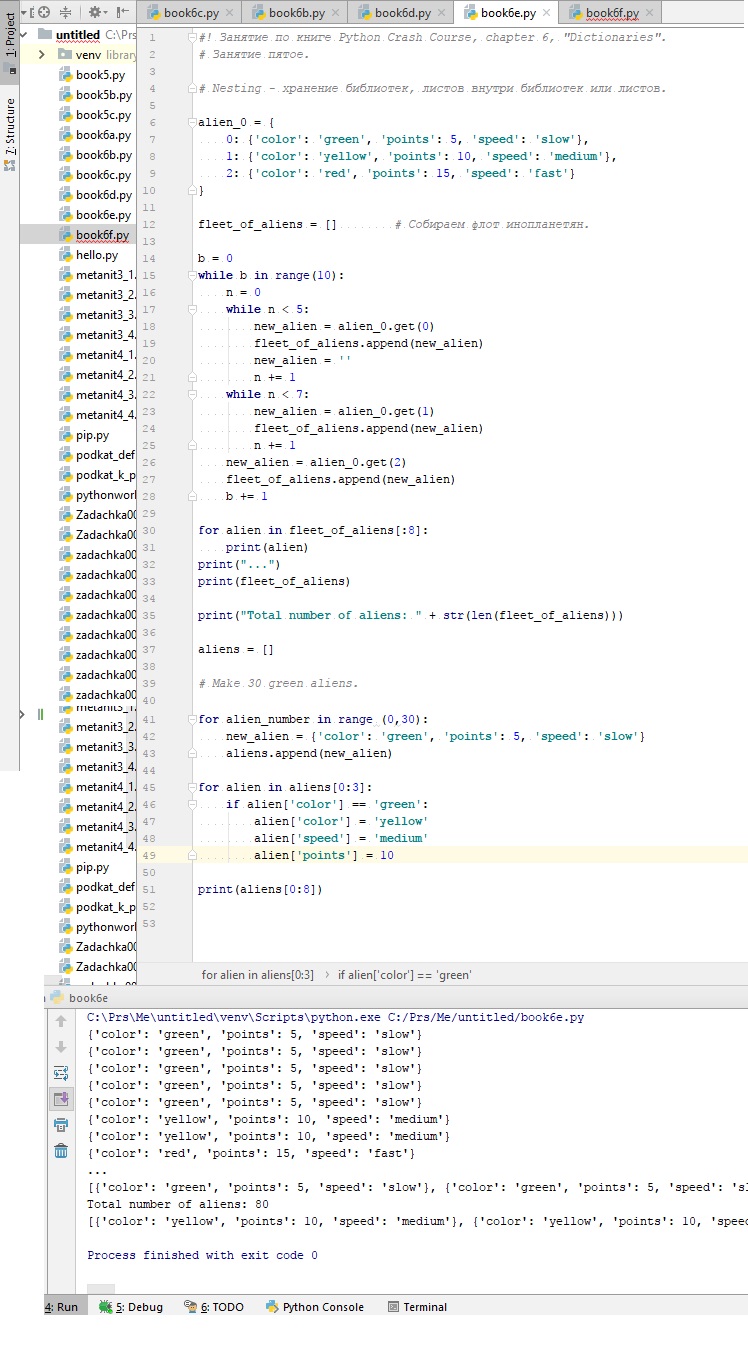 1: Project
7: Structure
book6c.py
book6b.py
book6d.py
book6e.py
book6f.py
untitled C:\Prs
venv library
book5.py
book5b.py
book5c.py
book6a.py
book6b.py
book6c.py
book6d.py
book6e.py
book6f.py
hello.py
metanit3_1.
metanit3_2.
metanit3_3.
metanit3_4.
metanit4_1.
metanit4_2.
metanit4_3.
metanit4_4.
pip.py
podkat_def
podkat_k_p
pythonworl
Zadachka00
Zadachka00
zadachka00
zadachka00
zadachka00
zadachka00
zadachka00
zadachka00
zadachka00
metanit3_1.
metanit3_2.
metanit3_3.
metanit3_4.
metanit4_1.
metanit4_2.
metanit4_3.
metanit4_4.
pip.py
podkat_def
podkat_k_p
pythonworl
Zadachka00
Zadachka00
1 #! Занятие по книге Python Crash Course, chapter 6, "Dictionaries".
2 # Занятие пятое.
3
4 # Nesting - хранение библиотек, листов внутри библиотек или листов.
5
6 alien_0 = {
7     0: {'color': 'green', 'points': 5, 'speed': 'slow'},
8     1: {'color': 'yellow', 'points': 10, 'speed': 'medium'},
9     2: {'color': 'red', 'points': 15, 'speed': 'fast'}
10 }
11
12 fleet_of_aliens = []        # Собираем флот инопланетян.
13
14 b = 0
15 while b in range(10):
16     n = 0
17     while n < 5:
18         new_alien = alien_0.get(0)
19         fleet_of_aliens.append(new_alien)
20         new_alien = ''
21         n += 1
22     while n < 7:
23         new_alien = alien_0.get(1)
24         fleet_of_aliens.append(new_alien)
25         n += 1
26     new_alien = alien_0.get(2)
27     fleet_of_aliens.append(new_alien)
28     b += 1
29
30 for alien in fleet_of_aliens[:8]:
31     print(alien)
32 print("...")
33 print(fleet_of_aliens)
34
35 print("Total number of aliens: " + str(len(fleet_of_aliens)))
36
37 aliens = []
38
39 # Make 30 green aliens.
40
41 for alien_number in range (0,30):
42     new_alien = {'color': 'green', 'points': 5, 'speed': 'slow'}
43     aliens.append(new_alien)
44
45 for alien in aliens[0:3]:
46     if alien['color'] == 'green':
47         alien['color'] = 'yellow'
48         alien['speed'] = 'medium'
49         alien['points'] = 10
50
51 print(aliens[0:8])
52
53
for alien in aliens[0:3] › if alien['color'] == 'green'
book6e
C:\Prs\Me\untitled\venv\Scripts\python.exe C:/Prs/Me/untitled/book6e.py
{'color': 'green', 'points': 5, 'speed': 'slow'}
{'color': 'green', 'points': 5, 'speed': 'slow'}
{'color': 'green', 'points': 5, 'speed': 'slow'}
{'color': 'green', 'points': 5, 'speed': 'slow'}
{'color': 'green', 'points': 5, 'speed': 'slow'}
{'color': 'yellow', 'points': 10, 'speed': 'medium'}
{'color': 'yellow', 'points': 10, 'speed': 'medium'}
{'color': 'red', 'points': 15, 'speed': 'fast'}
...
[{'color': 'green', 'points': 5, 'speed': 'slow'}, {'color': 'green', 'points': 5, 'speed': 'sl
Total number of aliens: 80
[{'color': 'yellow', 'points': 10, 'speed': 'medium'}, {'color': 'yellow', 'points': 10, 'speed
Process finished with exit code 0
4: Run
5: Debug
6: TODO
Python Console
Terminal